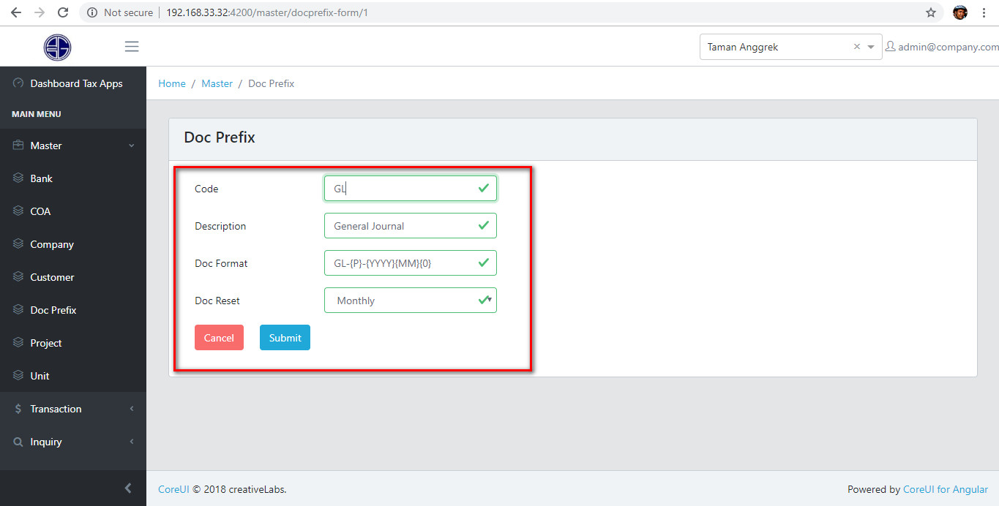 Not secure | 192.168.33.32:4200/master/docprefix-form/1
Taman Anggrek × admin@company.com
Dashboard Tax Apps
Home / Master / Doc Prefix
MAIN MENU
Master
Bank
COA
Company
Customer
Doc Prefix
Project
Unit
Transaction
Inquiry
Doc Prefix
Code GL
Description General Journal
Doc Format GL-{P}-{YYYY}{MM}{0}
Doc Reset Monthly
Cancel Submit
CoreUI © 2018 creativeLabs. Powered by CoreUI for Angular